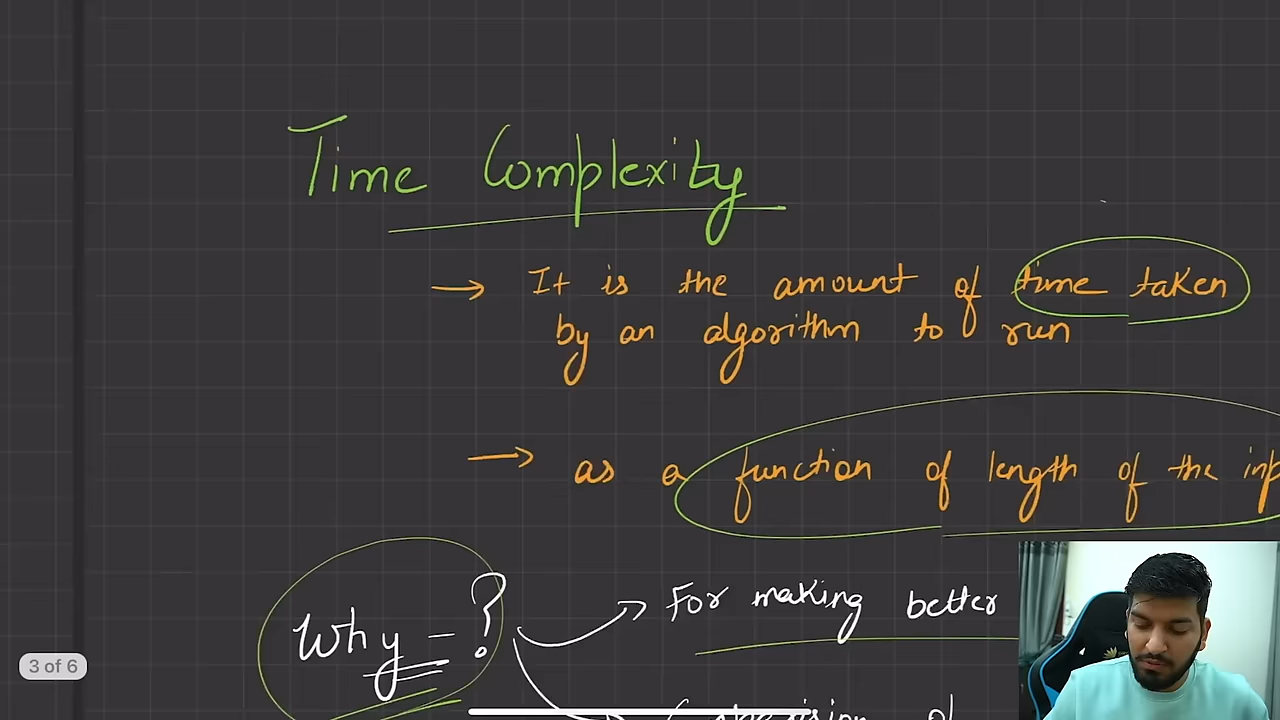 Time Complexity
→ It is the amount of time taken
by an algorithm to run
→ as a function of length of the inp
Why - ?
For making better
of
3 of 6